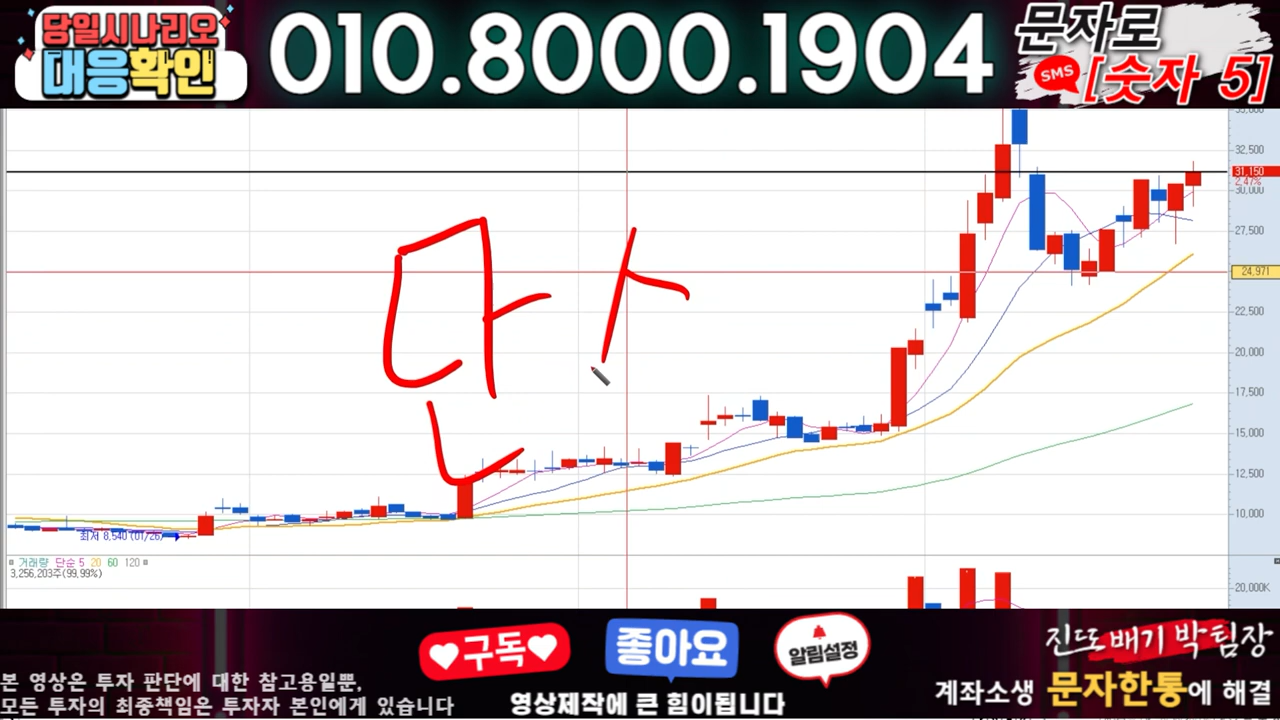 당일시나리오
대응확인
010.8000.1904
문자로
SMS
[숫자 5]
35,000
32,500
31,150
2.47%
30,000
27,500
24,971
22,500
20,000
17,500
15,000
12,500
10,000
단 ㅅ
최저 8,540 (01/26)
거래량 단순 5 20 60 120
3,256,203주(99.99%)
20,000K
구독
좋아요
알림설정
진또배기 박팀장
본 영상은 투자 판단에 대한 참고용일뿐,
모든 투자의 최종책임은 투자자 본인에게 있습니다
영상제작에 큰 힘이됩니다
계좌소생 문자한통에 해결